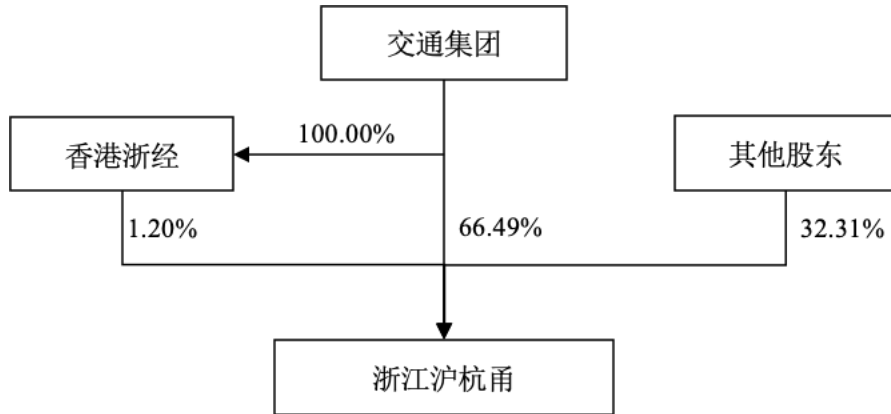 交通集团
100.00%
香港浙经
其他股东
1.20%
66.49%
32.31%
浙江沪杭甬